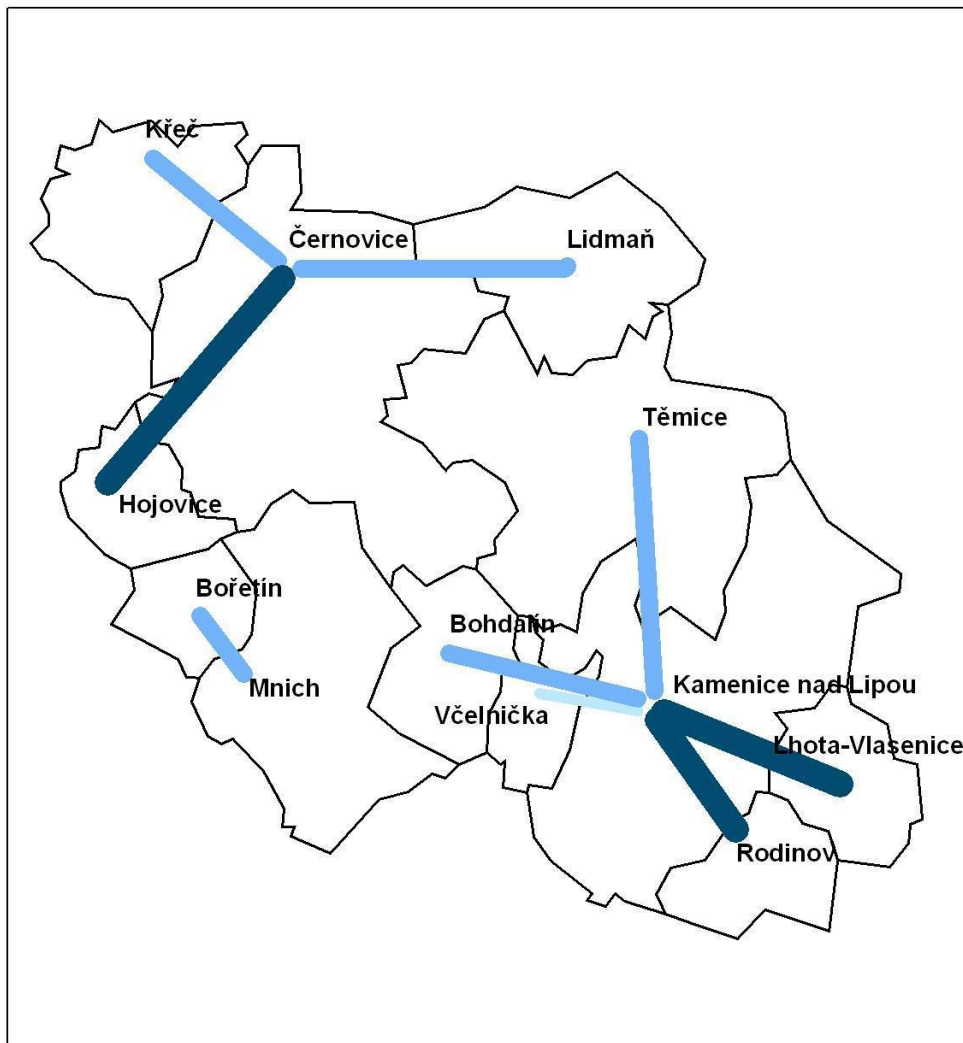 Křeč
Černovice
Lidmaň
Těmice
Hojovice
Bořetín
Bohdalín
Mnich
Kamenice nad Lipou
Včelnička
Lhota-Vlasenice
Rodinov